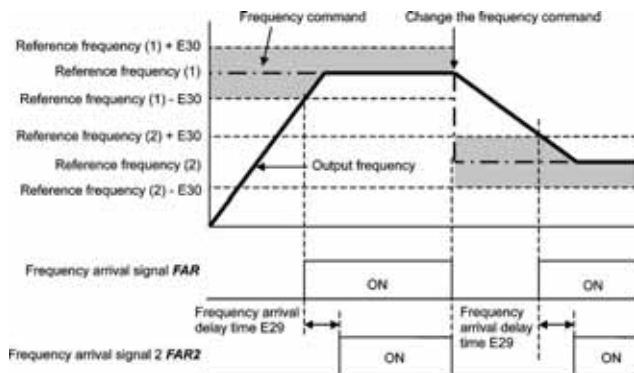 Frequency command
Change the frequency command
Reference frequency (1) + E30
Reference frequency (1)
Reference frequency (1) - E30
Reference frequency (2) + E30
Reference frequency (2)
Output frequency
Reference frequency (2) - E30
Frequency arrival signal FAR
ON
ON
Frequency arrival
delay time E29
Frequency
arrival delay
time E29
Frequency arrival signal 2 FAR2
ON
ON